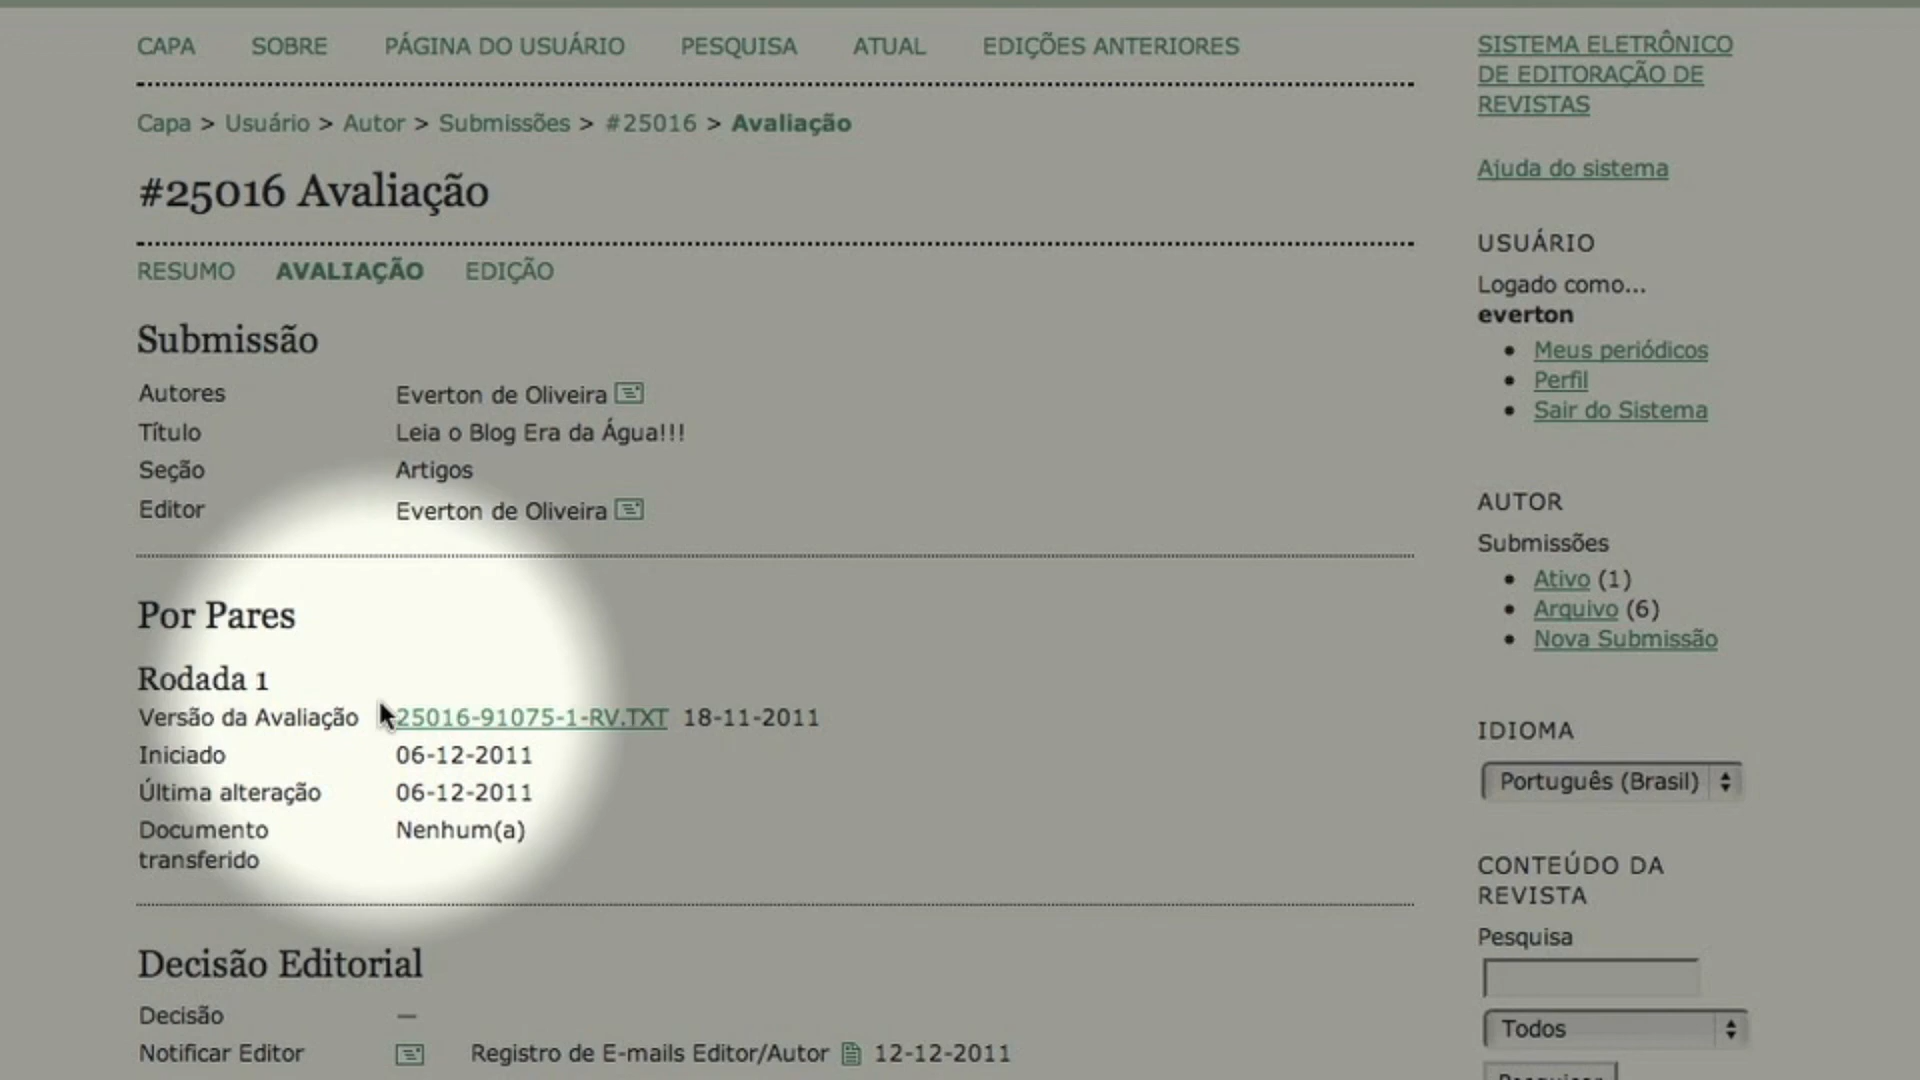 CAPA SOBRE PÁGINA DO USUÁRIO PESQUISA ATUAL EDIÇÕES ANTERIORES
Capa > Usuário > Autor > Submissões > #25016 > Avaliação
#25016 Avaliação
RESUMO AVALIAÇÃO EDIÇÃO
Submissão
Autores Everton de Oliveira
Título Leia o Blog Era da Água!!!
Seção Artigos
Editor Everton de Oliveira
Por Pares
Rodada 1
Versão da Avaliação 25016-91075-1-RV.TXT 18-11-2011
Iniciado 06-12-2011
Última alteração 06-12-2011
Documento Nenhum(a)
transferido
Decisão Editorial
Decisão —
Notificar Editor Registro de E-mails Editor/Autor 12-12-2011
SISTEMA ELETRÔNICO
DE EDITORAÇÃO DE
REVISTAS
Ajuda do sistema
USUÁRIO
Logado como...
everton
• Meus periódicos
• Perfil
• Sair do Sistema
AUTOR
Submissões
• Ativo (1)
• Arquivo (6)
• Nova Submissão
IDIOMA
Português (Brasil)
CONTEÚDO DA
REVISTA
Pesquisa
Todos
Pesquisar